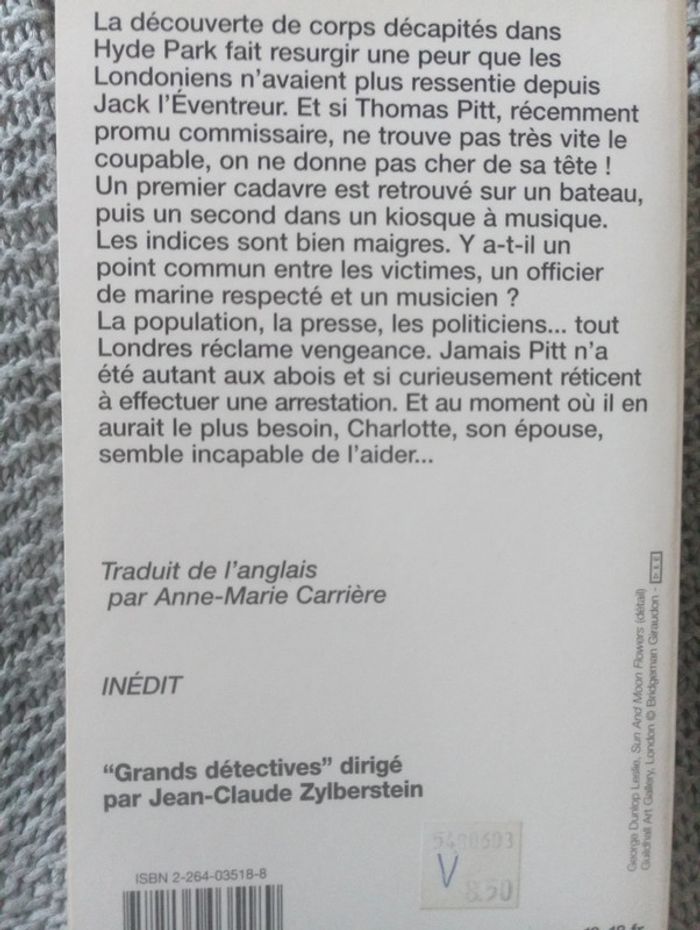 La découverte de corps décapités dans
Hyde Park fait resurgir une peur que les
Londoniens n'avaient plus ressentie depuis
Jack l'Éventreur. Et si Thomas Pitt, récemment
promu commissaire, ne trouve pas très vite le
coupable, on ne donne pas cher de sa tête !
Un premier cadavre est retrouvé sur un bateau,
puis un second dans un kiosque à musique.
Les indices sont bien maigres. Y a-t-il un
point commun entre les victimes, un officier
de marine respecté et un musicien ?
La population, la presse, les politiciens... tout
Londres réclame vengeance. Jamais Pitt n'a
été autant aux abois et si curieusement réticent
à effectuer une arrestation. Et au moment où il en
aurait le plus besoin, Charlotte, son épouse,
semble incapable de l'aider...
Traduit de l'anglais
par Anne-Marie Carrière
INÉDIT
"Grands détectives" dirigé
par Jean-Claude Zylberstein
ISBN 2-264-03518-8
V
8.50
George Dunlop Leslie, Sun And Moon Flowers (détail)
Guildhall Art Gallery, London © Bridgeman Giraudon -